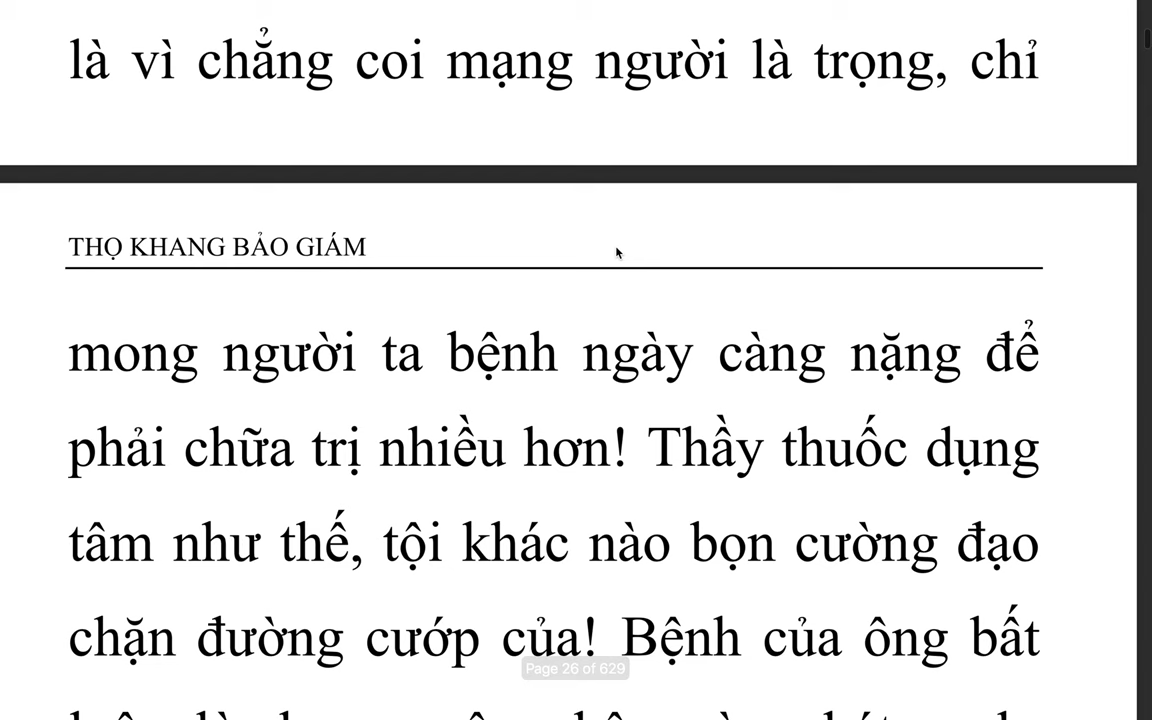 là vì chẳng coi mạng người là trọng, chỉ
THỌ KHANG BẢO GIÁM
mong người ta bệnh ngày càng nặng để
phải chữa trị nhiều hơn! Thầy thuốc dụng
tâm như thế, tội khác nào bọn cường đạo
chặn đường cướp của! Bệnh của ông bất
Page 26 of 629